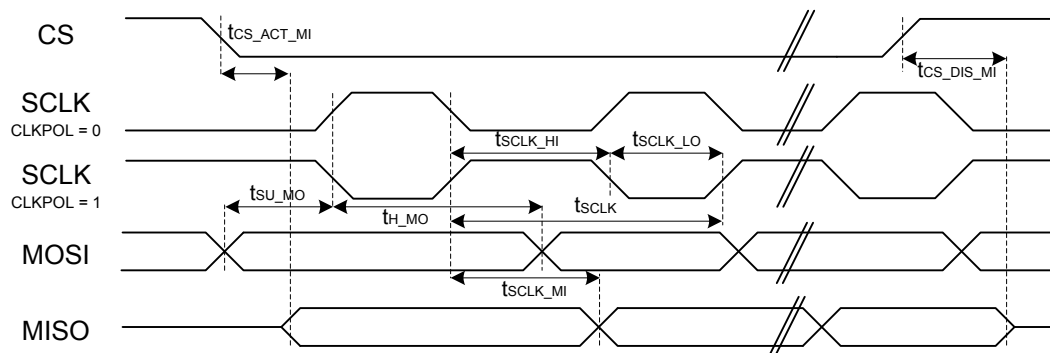 CS
tCS_ACT_MI
tCS_DIS_MI
SCLK
CLKPOL = 0
tSCLK_HI
tSCLK_LO
SCLK
CLKPOL = 1
tSU_MO
tH_MO
tSCLK
MOSI
tSCLK_MI
MISO